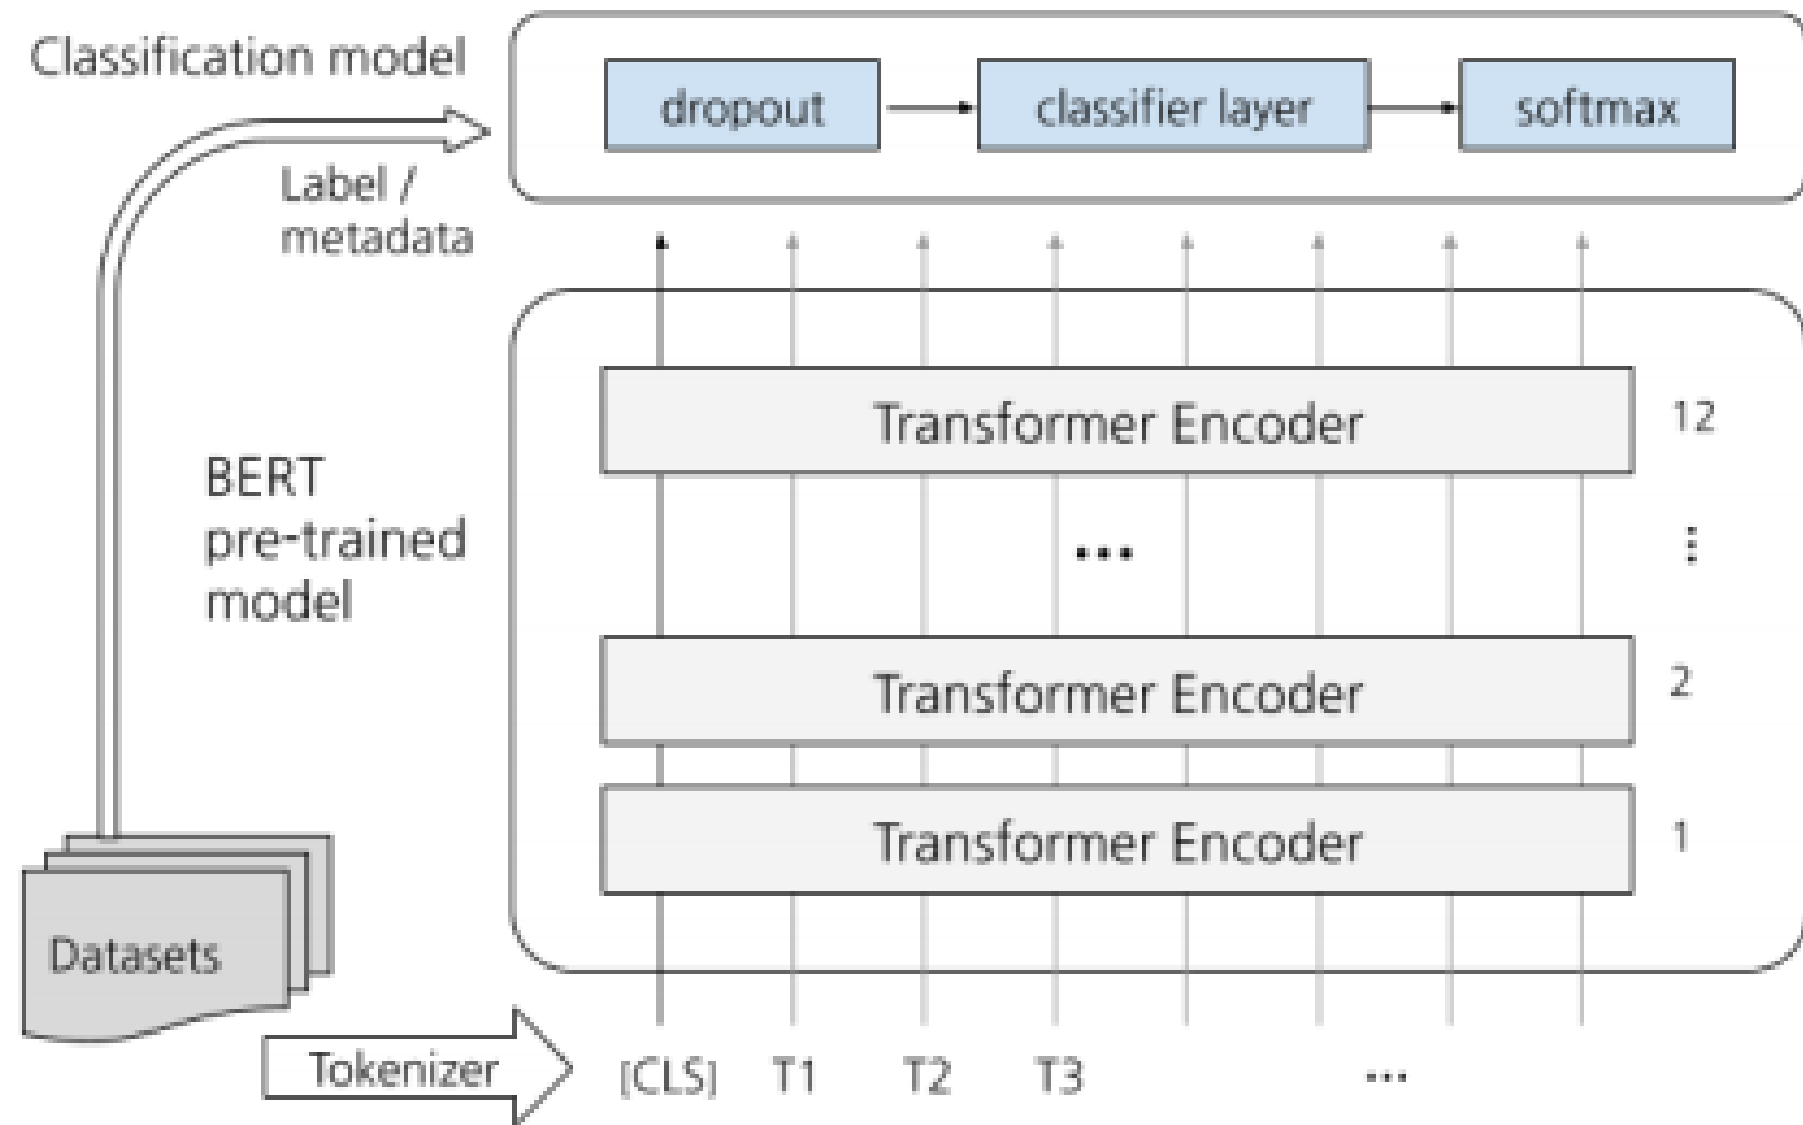 Classification model
dropout
classifier layer
softmax
Label /
metadata
Transformer Encoder
12
BERT
pre-trained
model
...
⋮
Transformer Encoder
2
Transformer Encoder
1
Datasets
Tokenizer
[CLS]
T1
T2
T3
...